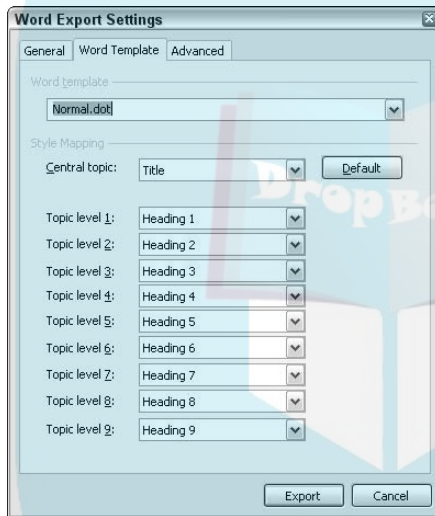 Word Export Settings
General Word Template Advanced
Word template
Normal.dot
Style Mapping
Central topic: Title Default
Topic level 1: Heading 1
Topic level 2: Heading 2
Topic level 3: Heading 3
Topic level 4: Heading 4
Topic level 5: Heading 5
Topic level 6: Heading 6
Topic level 7: Heading 7
Topic level 8: Heading 8
Topic level 9: Heading 9
Export Cancel